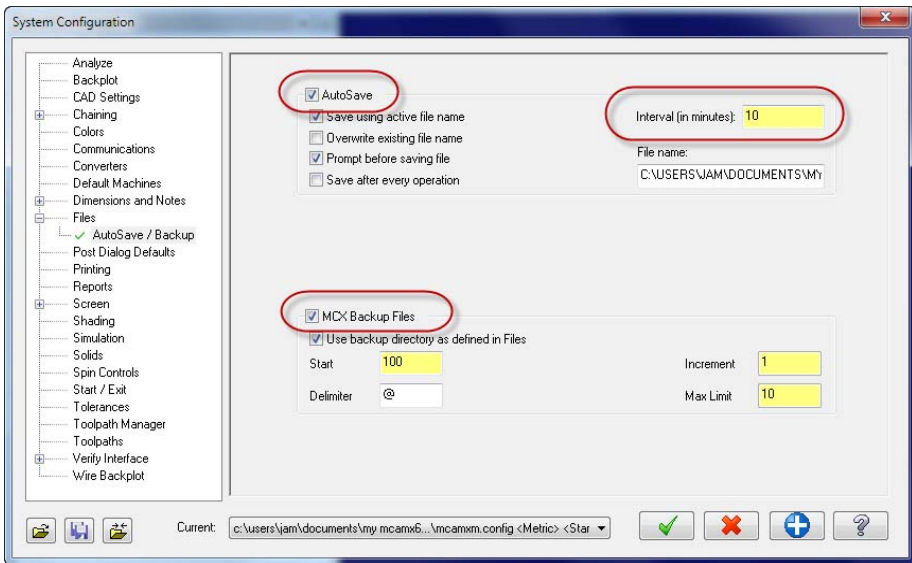 System Configuration
Analyze
Backplot
CAD Settings
Chaining
Colors
Communications
Converters
Default Machines
Dimensions and Notes
Files
AutoSave / Backup
Post Dialog Defaults
Printing
Reports
Screen
Shading
Simulation
Solids
Spin Controls
Start / Exit
Tolerances
Toolpath Manager
Toolpaths
Verify Interface
Wire Backplot
AutoSave
Save using active file name
Overwrite existing file name
Prompt before saving file
Save after every operation
Interval (in minutes): 10
File name:
C:\USERS\JAM\DOCUMENTS\MY
MCX Backup Files
Use backup directory as defined in Files
Start 100
Increment 1
Delimiter @
Max Limit 10
Current: c:\users\jam\documents\my mcamx6...\mcamxm.config <Metric> <Star